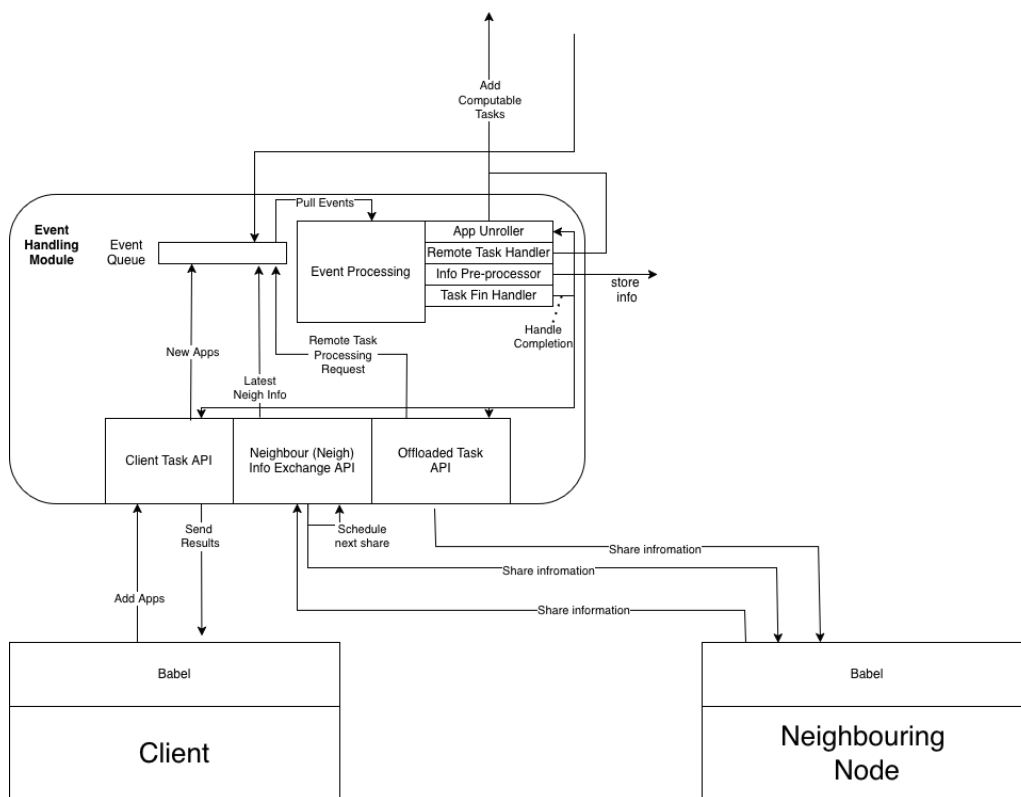 Add
Computable
Tasks
Pull Events
Event
Handling
Module
Event
Queue
Event Processing
App Unroller
Remote Task Handler
Info Pre-processor
Task Fin Handler
store
info
Handle
Completion
New Apps
Latest
Neigh Info
Remote Task
Processing
Request
Client Task API
Neighbour (Neigh)
Info Exchange API
Offloaded Task
API
Send
Results
Schedule
next share
Add Apps
Share infromation
Share infromation
Share information
Babel
Client
Babel
Neighbouring
Node